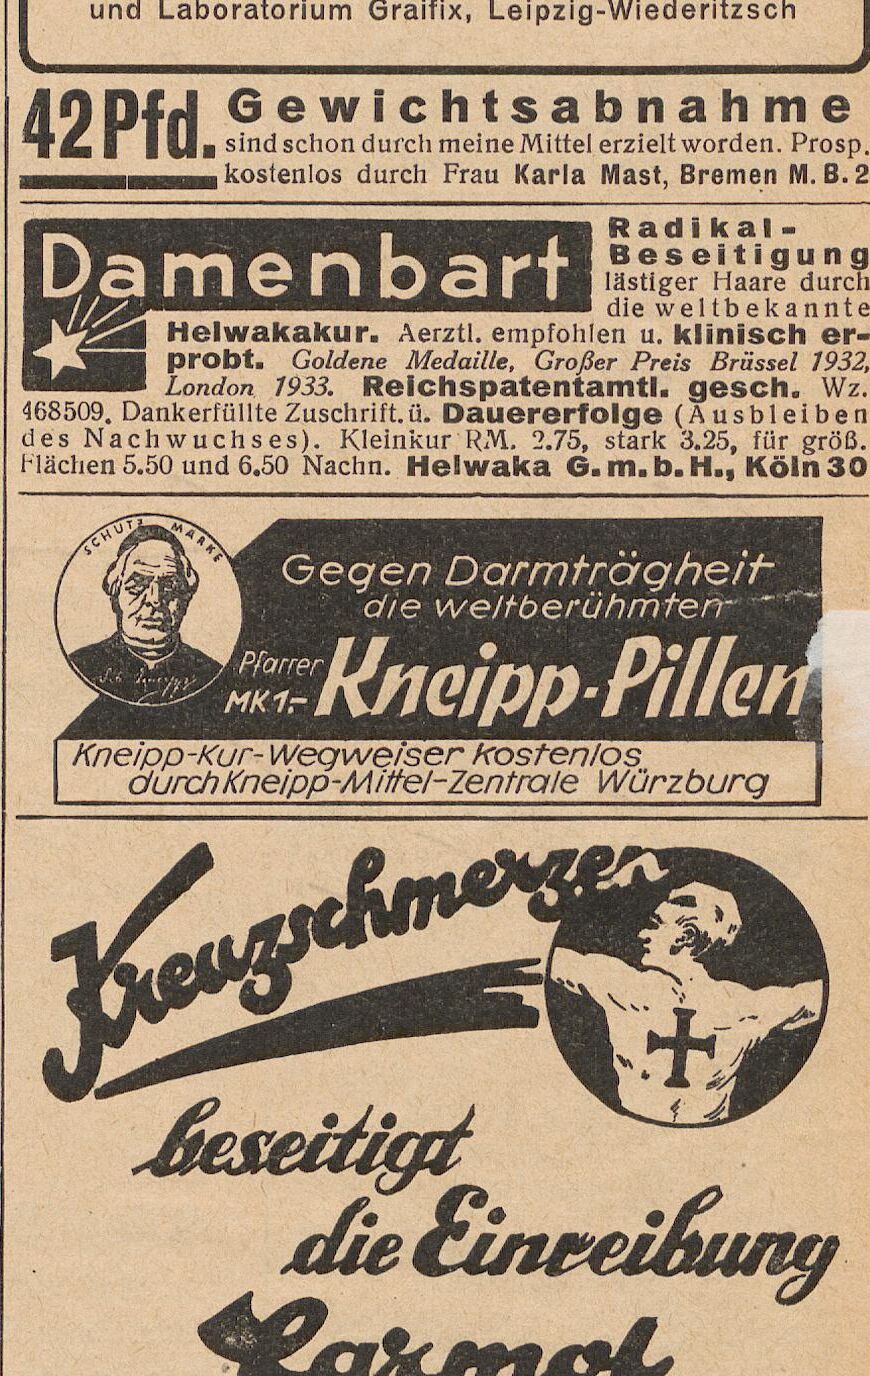 und Laboratorium Graifix, Leipzig-Wiederitzsch
42 Pfd. Gewichtsabnahme
sind schon durch meine Mittel erzielt worden. Prosp.
kostenlos durch Frau Karla Mast, Bremen M. B. 2
Damenbart
Radikal-
Beseitigung
lästiger Haare durch
die weltbekannte
Helwakakur. Aerztl. empfohlen u. klinisch er-
probt. Goldene Medaille, Großer Preis Brüssel 1932,
London 1933. Reichspatentamtl. gesch. Wz.
468509. Dankerfüllte Zuschrift. ü. Dauererfolge (Ausbleiben
des Nachwuchses). Kleinkur RM. 2.75, stark 3.25, für größ.
Flächen 5.50 und 6.50 Nachn. Helwaka G. m. b. H., Köln 30
SCHUTZ MARKE
Gegen Darmträgheit
die weltberühmten
Pfarrer
MK 1.-
Kneipp-Pillen
Kneipp-Kur-Wegweiser kostenlos
durch Kneipp-Mittel-Zentrale Würzburg
Kreuzschmerzen
beseitigt
die Einreibung
Carmol